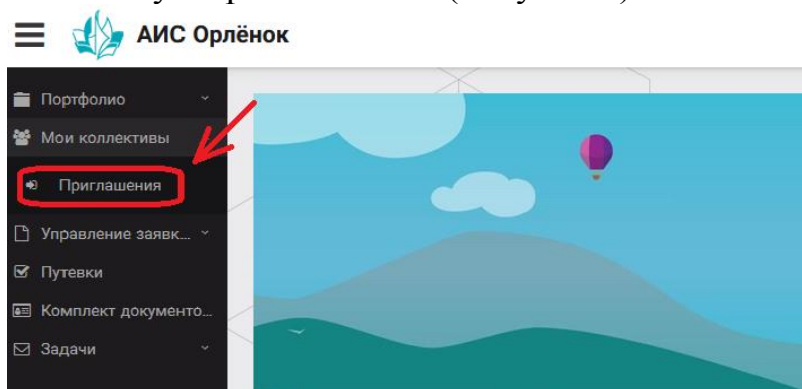 АИС Орлёнок
Портфолио
Мои коллективы
Приглашения
Управление заявк...
Путевки
Комплект документо...
Задачи